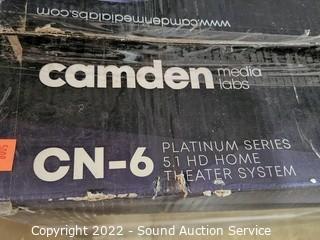 www.camdenmedialabs.com
camden media
labs
CN-6 PLATINUM SERIES
5.1 HD HOME
THEATER SYSTEM
Copyright 2022 - Sound Auction Service